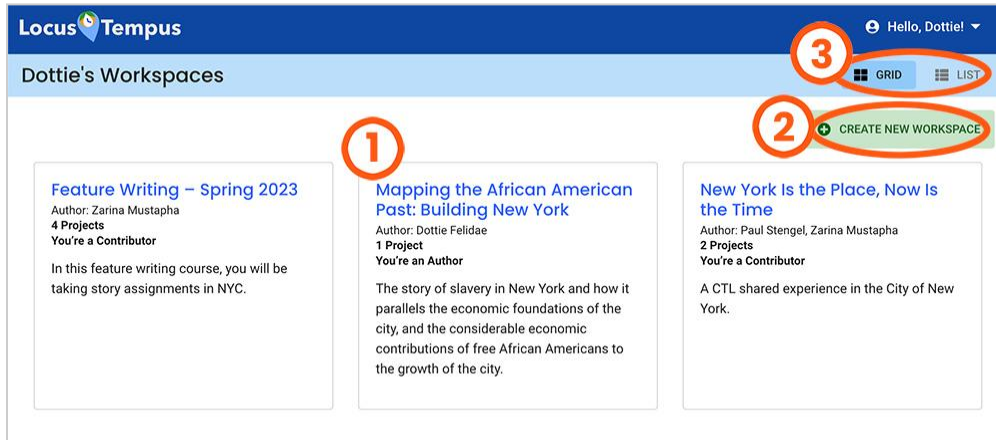 Locus Tempus
Hello, Dottie!
Dottie's Workspaces
3
GRID
LIST
2
CREATE NEW WORKSPACE
1
Feature Writing – Spring 2023
Author: Zarina Mustapha
4 Projects
You're a Contributor
In this feature writing course, you will be
taking story assignments in NYC.
Mapping the African American
Past: Building New York
Author: Dottie Felidae
1 Project
You're an Author
The story of slavery in New York and how it
parallels the economic foundations of the
city, and the considerable economic
contributions of free African Americans to
the growth of the city.
New York Is the Place, Now Is
the Time
Author: Paul Stengel, Zarina Mustapha
2 Projects
You're a Contributor
A CTL shared experience in the City of New
York.